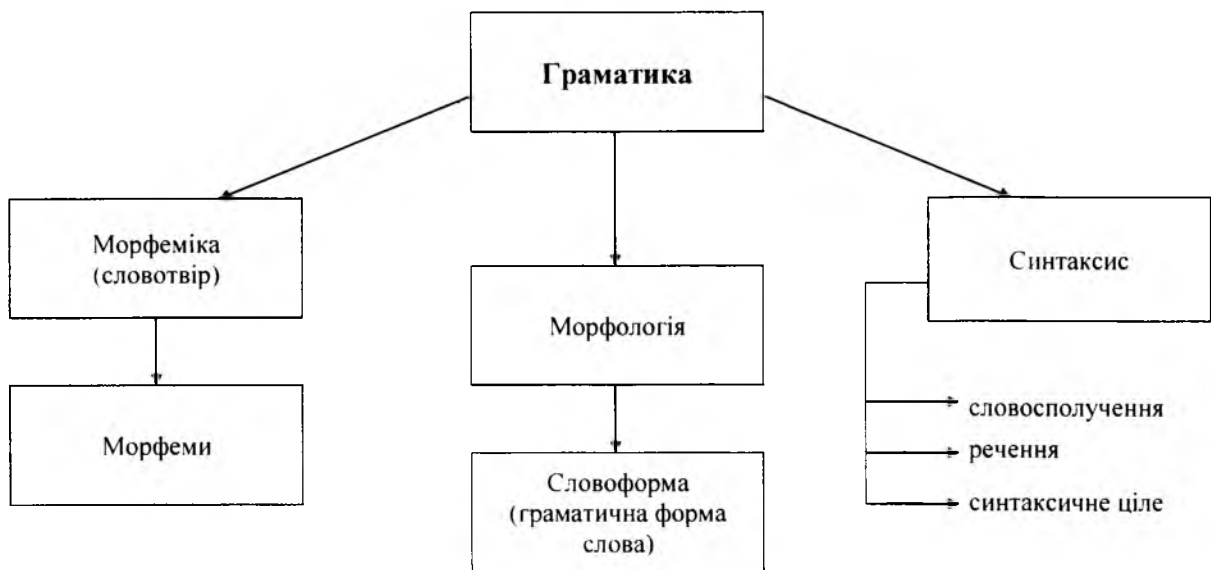 Граматика
Морфеміка
(словотвір)
Морфологія
Синтаксис
Морфеми
Словоформа
(граматична форма
слова)
словосполучення
речення
синтаксичне ціле